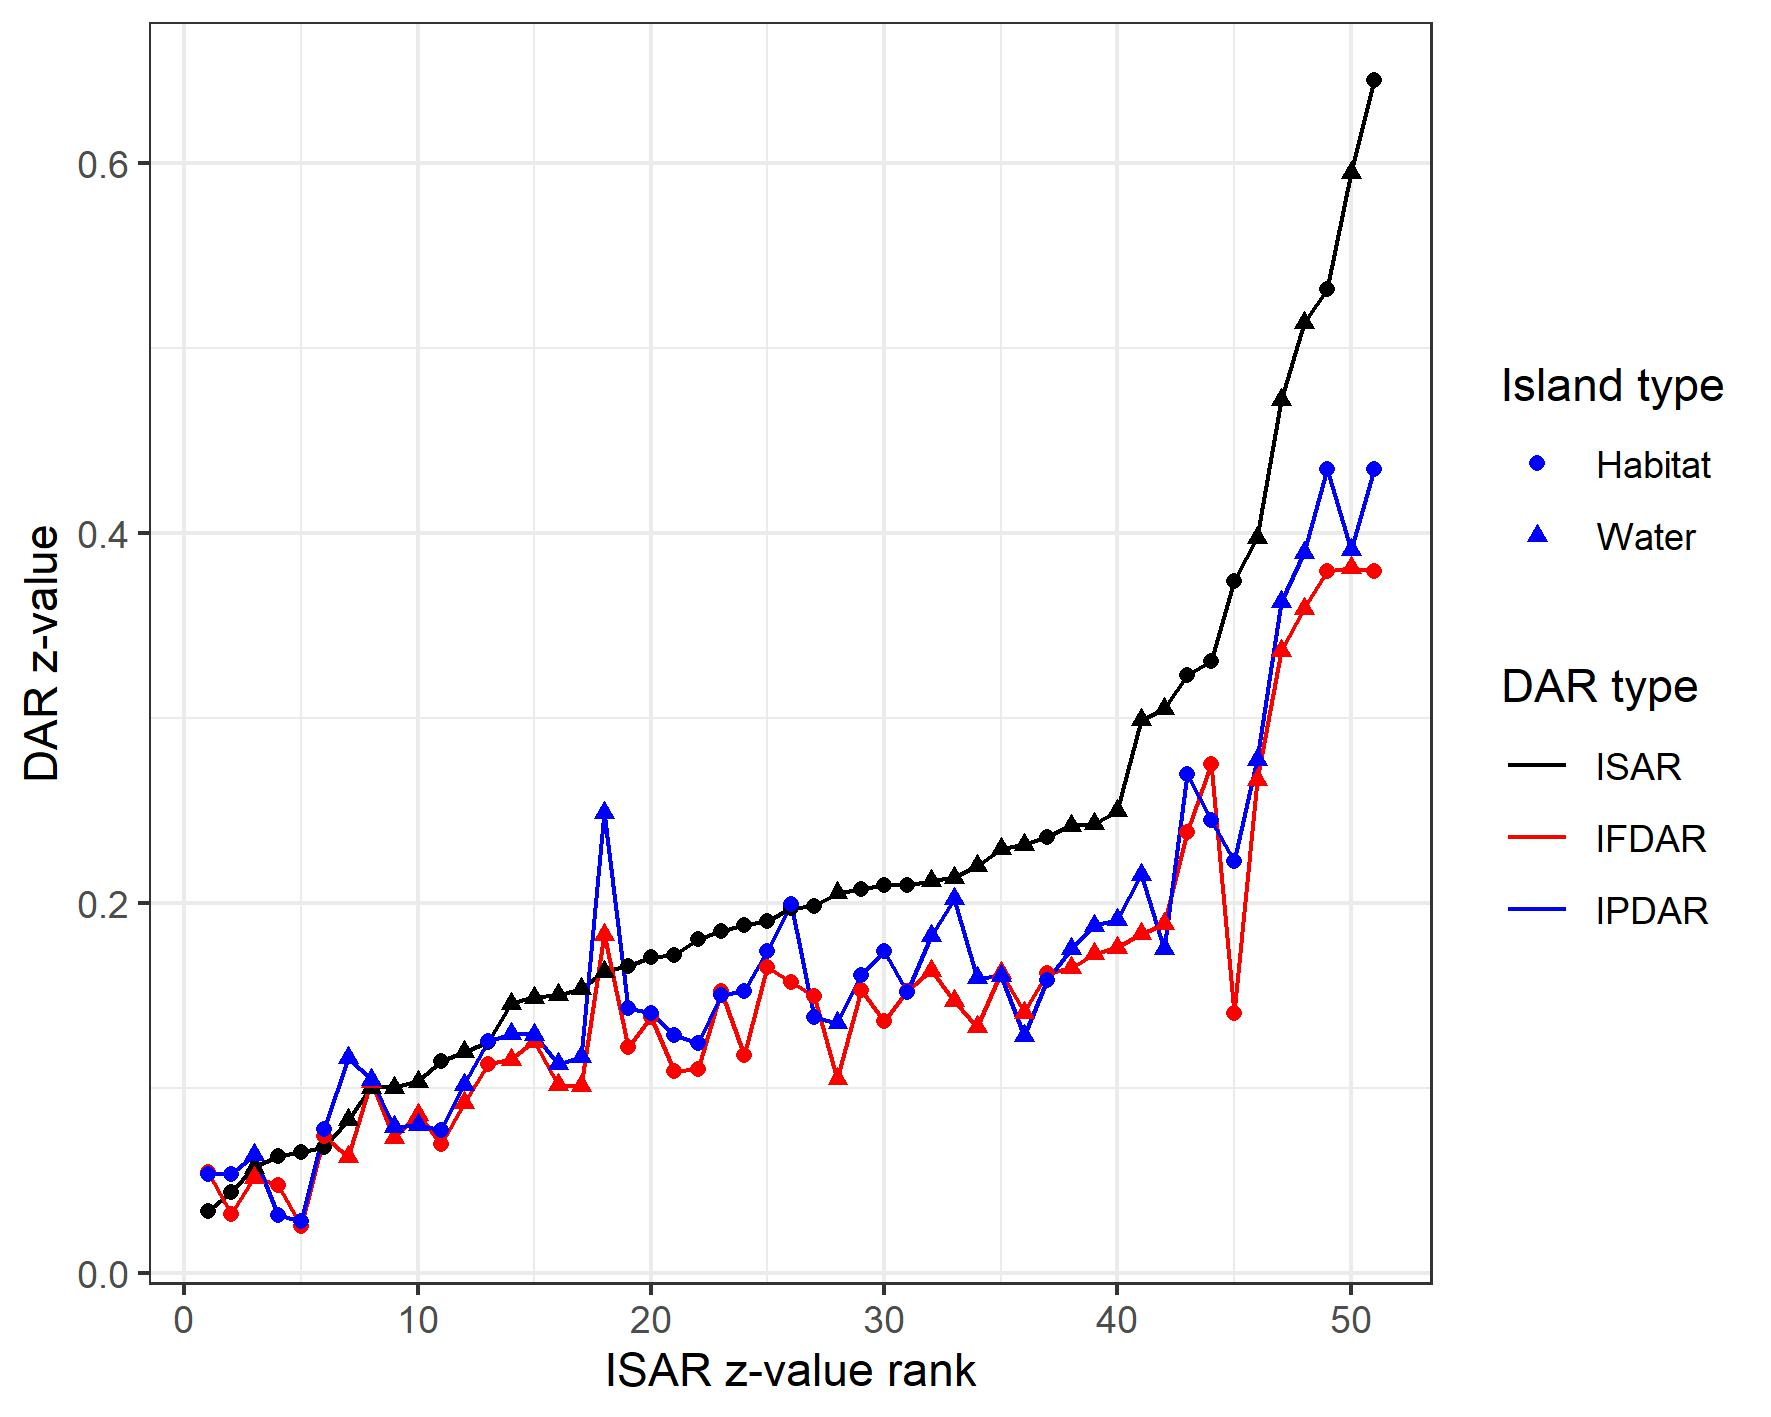 0.6
0.4
0.2
0.0
DAR z-value
0 10 20 30 40 50
ISAR z-value rank
Island type
Habitat
Water
DAR type
ISAR
IFDAR
IPDAR